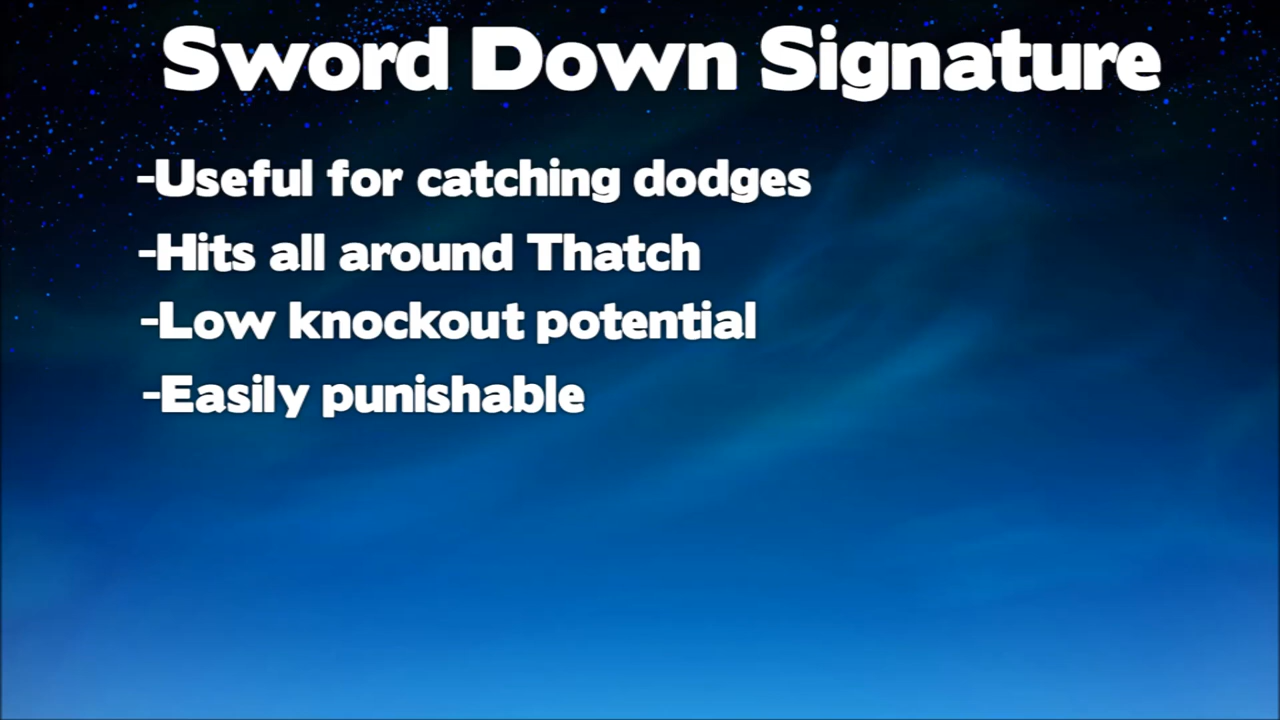 Sword Down Signature
-Useful for catching dodges
-Hits all around Thatch
-Low knockout potential
-Easily punishable